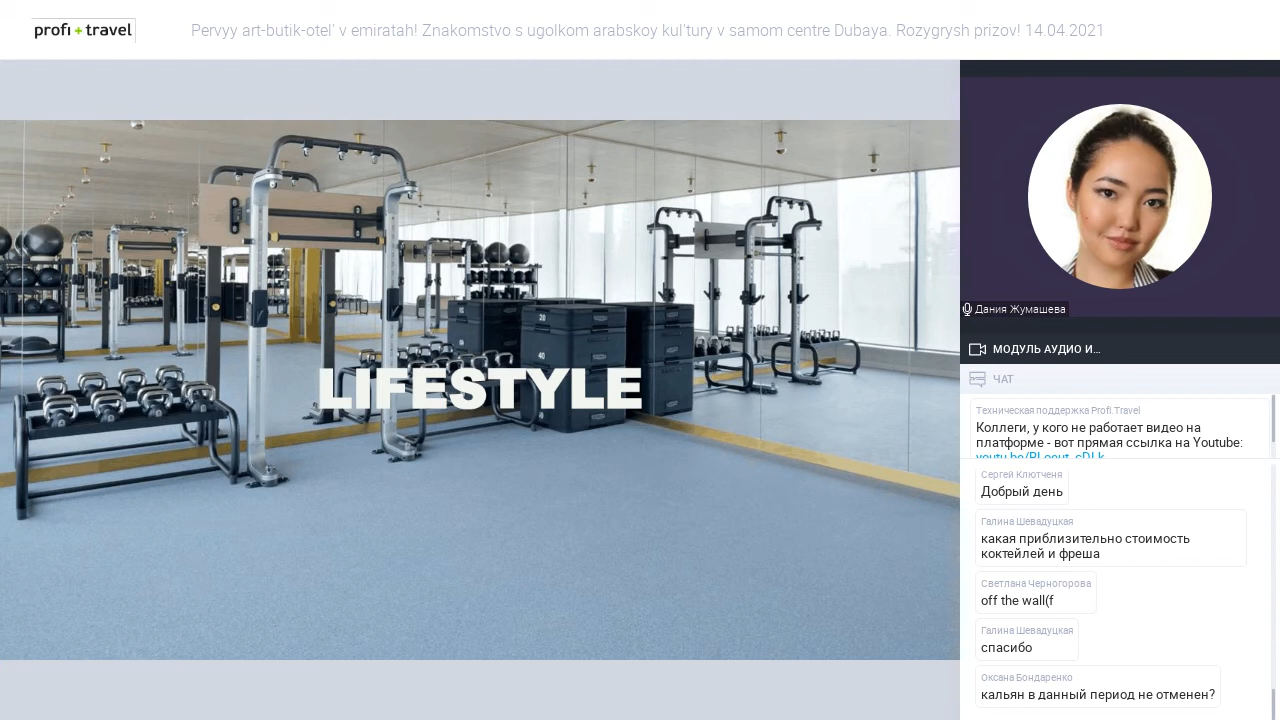 profi + travel
Pervyy art-butik-otel' v emiratah! Znakomstvo s ugolkom arabskoy kul'tury v samom centre Dubaya. Rozygrysh prizov! 14.04.2021
20
40
LIFESTYLE
Дания Жумашева
МОДУЛЬ АУДИО И...
ЧАТ
Техническая поддержка Profi.Travel
Коллеги, у кого не работает видео на
платформе - вот прямая ссылка на Youtube:
Сергей Клютченя
Добрый день
Галина Шевадуцкая
какая приблизительно стоимость
коктейлей и фреша
Светлана Черногорова
off the wall(f
Галина Шевадуцкая
спасибо
Оксана Бондаренко
кальян в данный период не отменен?